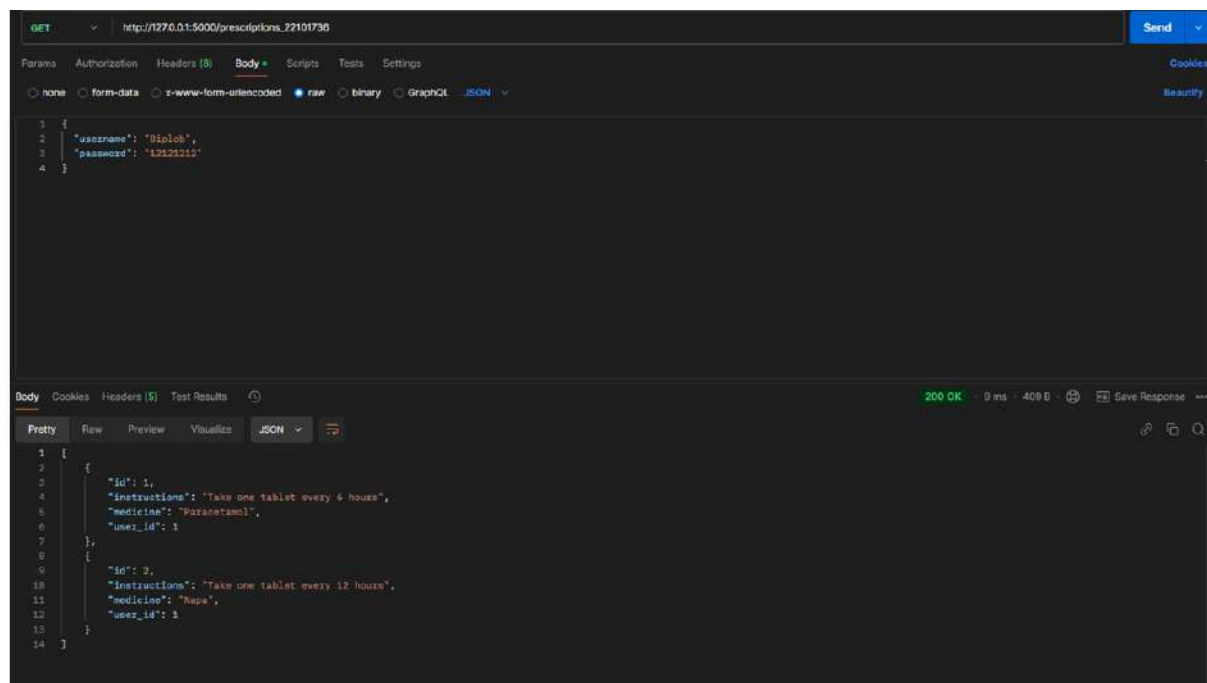 GET http://127.0.0.1:5000/prescriptions_22101736 Send
Params Authorization Headers (8) Body Scripts Tests Settings Cookies
none form-data x-www-form-urlencoded raw binary GraphQL JSON Beautify
1 {
2 "username": "Biplob",
3 "password": "12121212"
4 }
Body Cookies Headers (5) Test Results 200 OK 9 ms 409 B Save Response
Pretty Raw Preview Visualize JSON
1 [
2 {
3 "id": 1,
4 "instructions": "Take one tablet every 6 hours",
5 "medicine": "Paracetamol",
6 "user_id": 1
7 },
8 {
9 "id": 2,
10 "instructions": "Take one tablet every 12 hours",
11 "medicine": "Napa",
12 "user_id": 1
13 }
14 ]